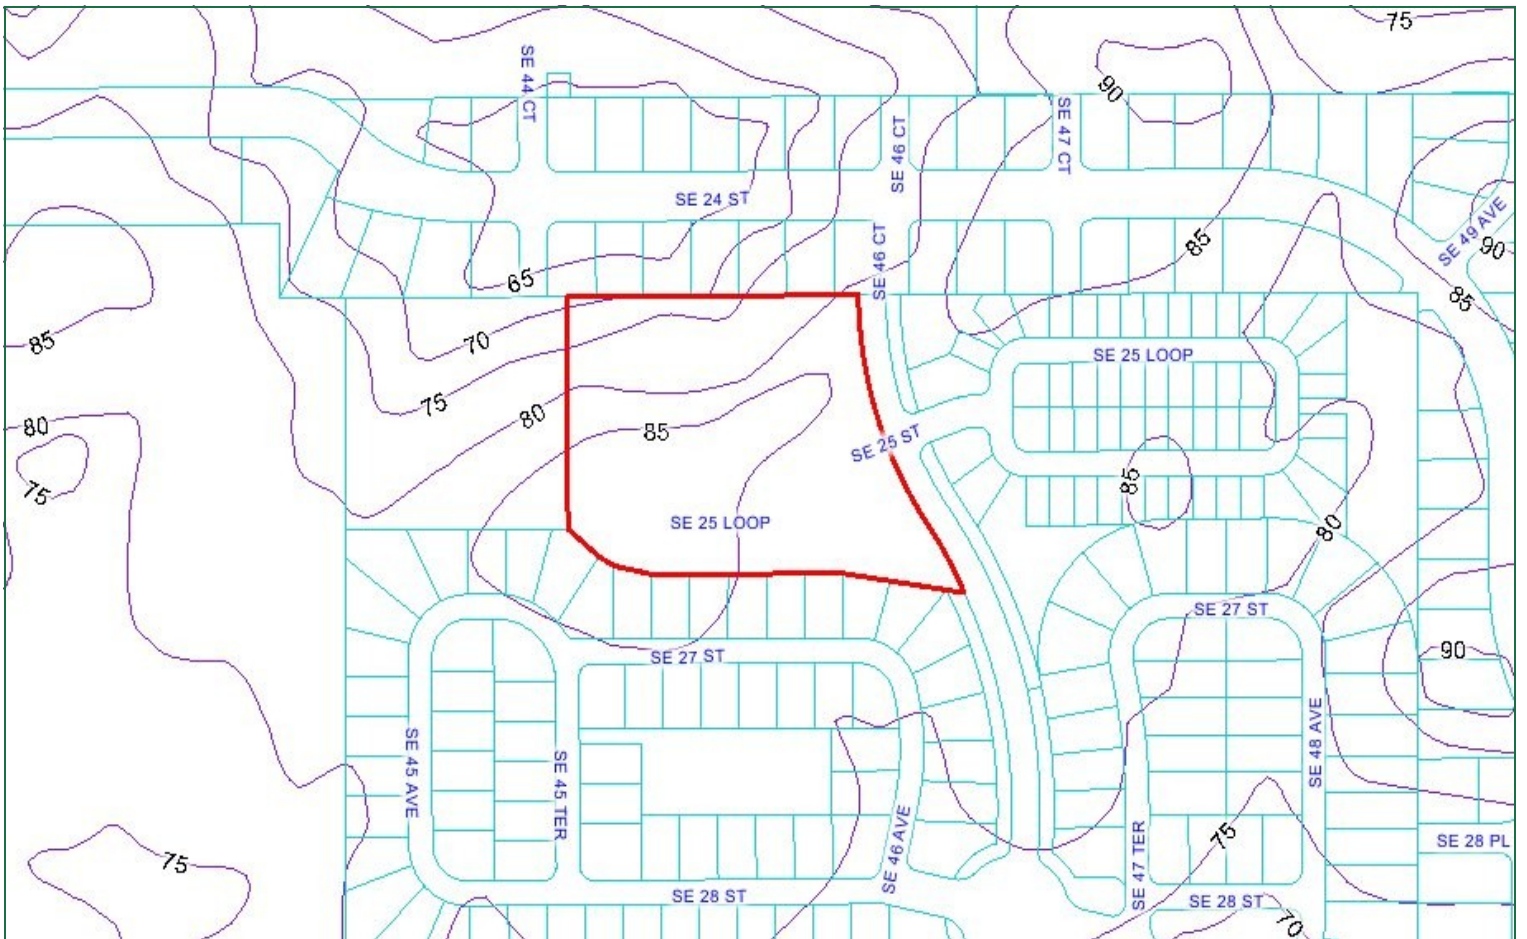 75
SE 44 CT
90
SE 46 CT
SE 47 CT
SE 24 ST
SE 49 AVE
85
90
SE 46 CT
65
85
85
70
SE 25 LOOP
75
80
80
85
SE 25 ST
75
85
SE 25 LOOP
80
SE 27 ST
SE 27 ST
90
SE 45 AVE
SE 45 TER
SE 48 AVE
75
SE 46 AVE
SE 47 TER
75
SE 28 PL
SE 28 ST
SE 28 ST
70